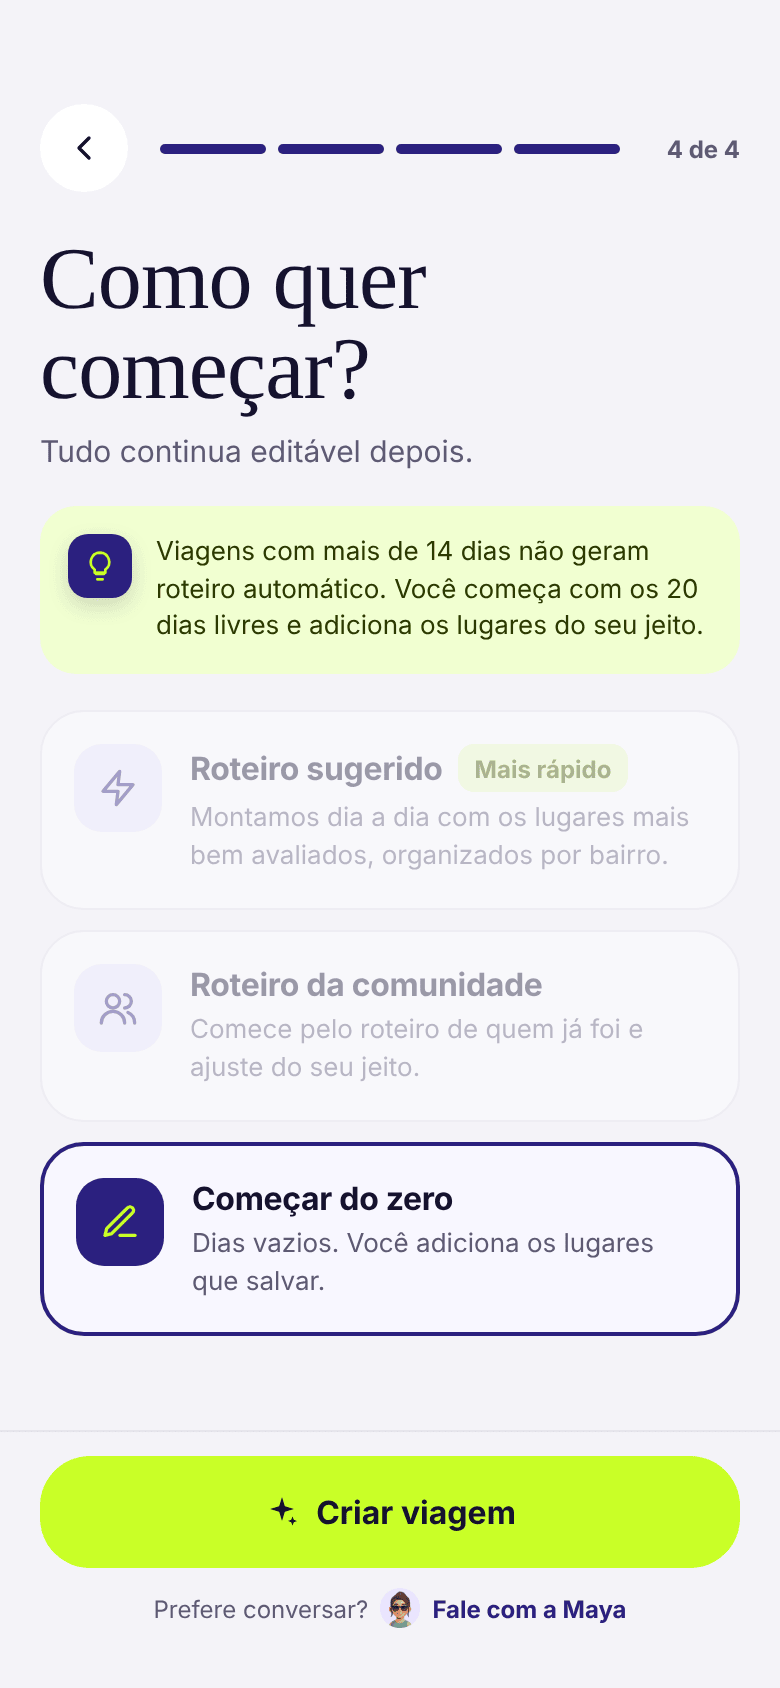 4 de 4
Como quer
começar?
Tudo continua editável depois.
Viagens com mais de 14 dias não geram
roteiro automático. Você começa com os 20
dias livres e adiciona os lugares do seu jeito.
Roteiro sugerido Mais rápido
Montamos dia a dia com os lugares mais
bem avaliados, organizados por bairro.
Roteiro da comunidade
Comece pelo roteiro de quem já foi e
ajuste do seu jeito.
Começar do zero
Dias vazios. Você adiciona os lugares
que salvar.
Criar viagem
Prefere conversar? Fale com a Maya